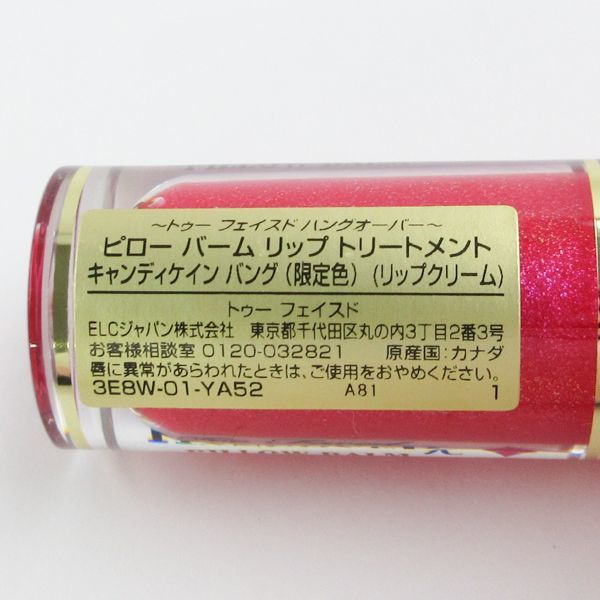 ～トゥー フェイスド ハングオーバー～
ピロー バーム リップ トリートメント
キャンディケイン バング（限定色）（リップクリーム）
トゥー フェイスド
ELCジャパン株式会社 東京都千代田区丸の内3丁目2番3号
お客様相談室 0120-032821 原産国：カナダ
唇に異常があらわれたときは、ご使用をおやめください。
3E8W-01-YA52 A81 1
PILLOW BALM